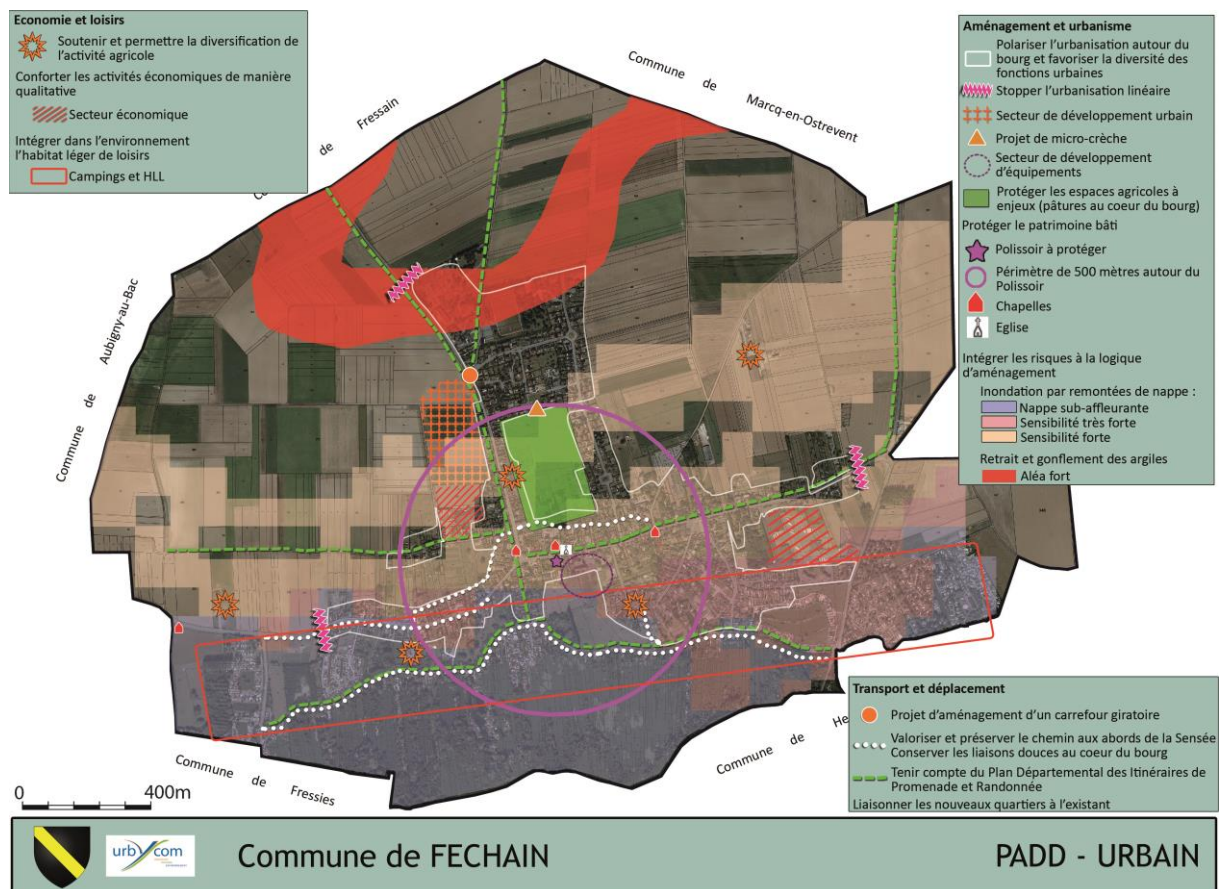 Economie et loisirs
Soutenir et permettre la diversification de
l'activité agricole
Conforter les activités économiques de manière
qualitative
Secteur économique
Intégrer dans l'environnement
l'habitat léger de loisirs
Campings et HLL
Aménagement et urbanisme
Polariser l'urbanisation autour du
bourg et favoriser la diversité des
fonctions urbaines
Stopper l'urbanisation linéaire
Secteur de développement urbain
Projet de micro-crèche
Secteur de développement
d'équipements
Protéger les espaces agricoles à
enjeux (pâtures au coeur du bourg)
Protéger le patrimoine bâti
Polissoir à protéger
Périmètre de 500 mètres autour du
Polissoir
Chapelles
Eglise
Intégrer les risques à la logique
d'aménagement
Inondation par remontées de nappe :
Nappe sub-affleurante
Sensibilité très forte
Sensibilité forte
Retrait et gonflement des argiles
Aléa fort
de Fressain
Commune de Marcq-en-Ostrevent
Commune de Aubigny-au-Bac
Commune de Fressies
Commune de He
Transport et déplacement
Projet d'aménagement d'un carrefour giratoire
Valoriser et préserver le chemin aux abords de la Sensée
Conserver les liaisons douces au coeur du bourg
Tenir compte du Plan Départemental des Itinéraires de
Promenade et Randonnée
Liaisonner les nouveaux quartiers à l'existant
0 400m
urbycom
Commune de FECHAIN
PADD - URBAIN